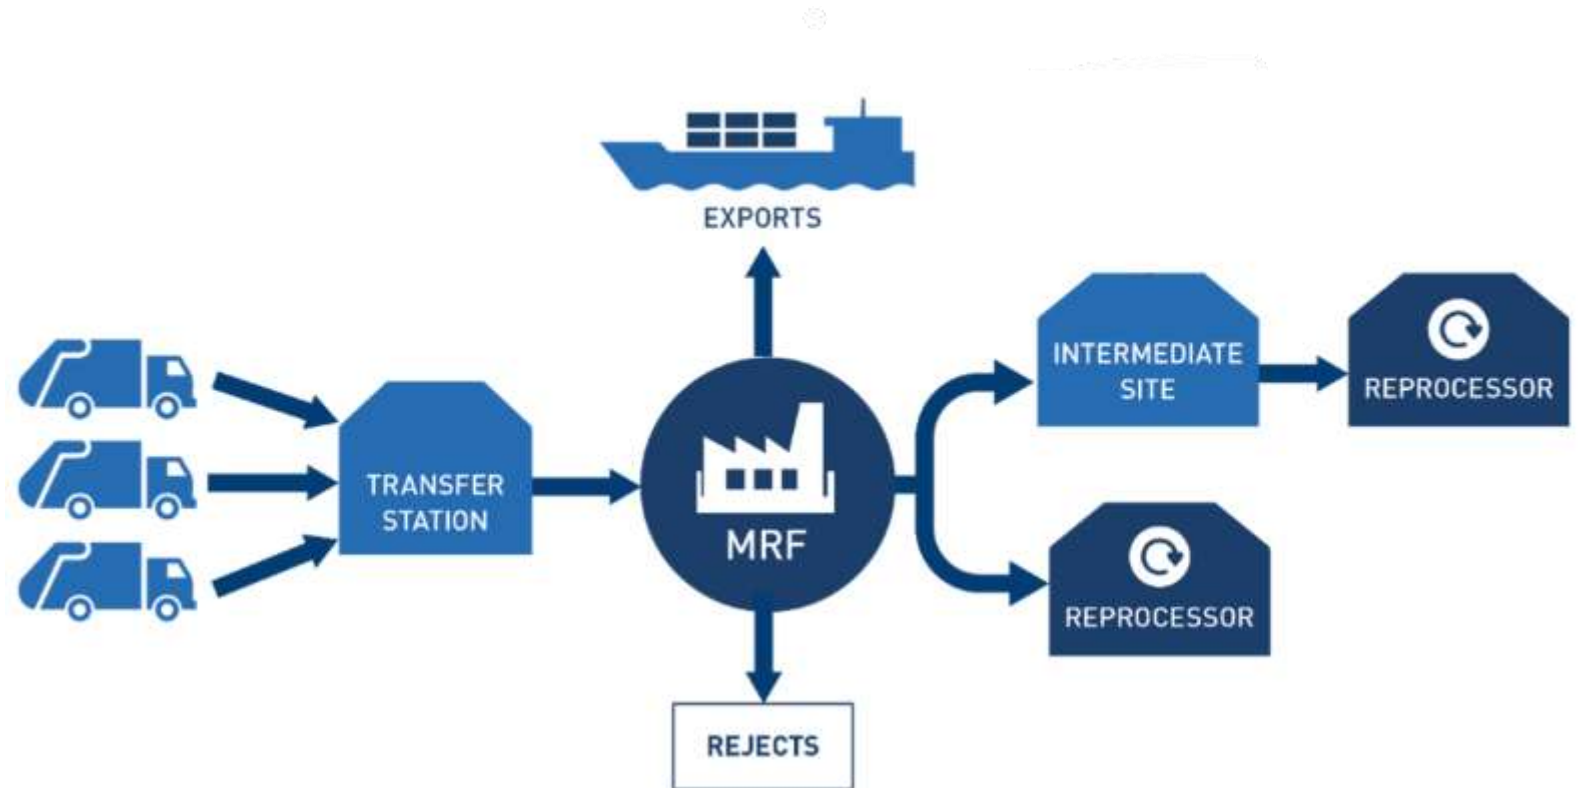 EXPORTS
INTERMEDIATE
SITE
REPROCESSOR
TRANSFER
STATION
MRF
REPROCESSOR
REJECTS